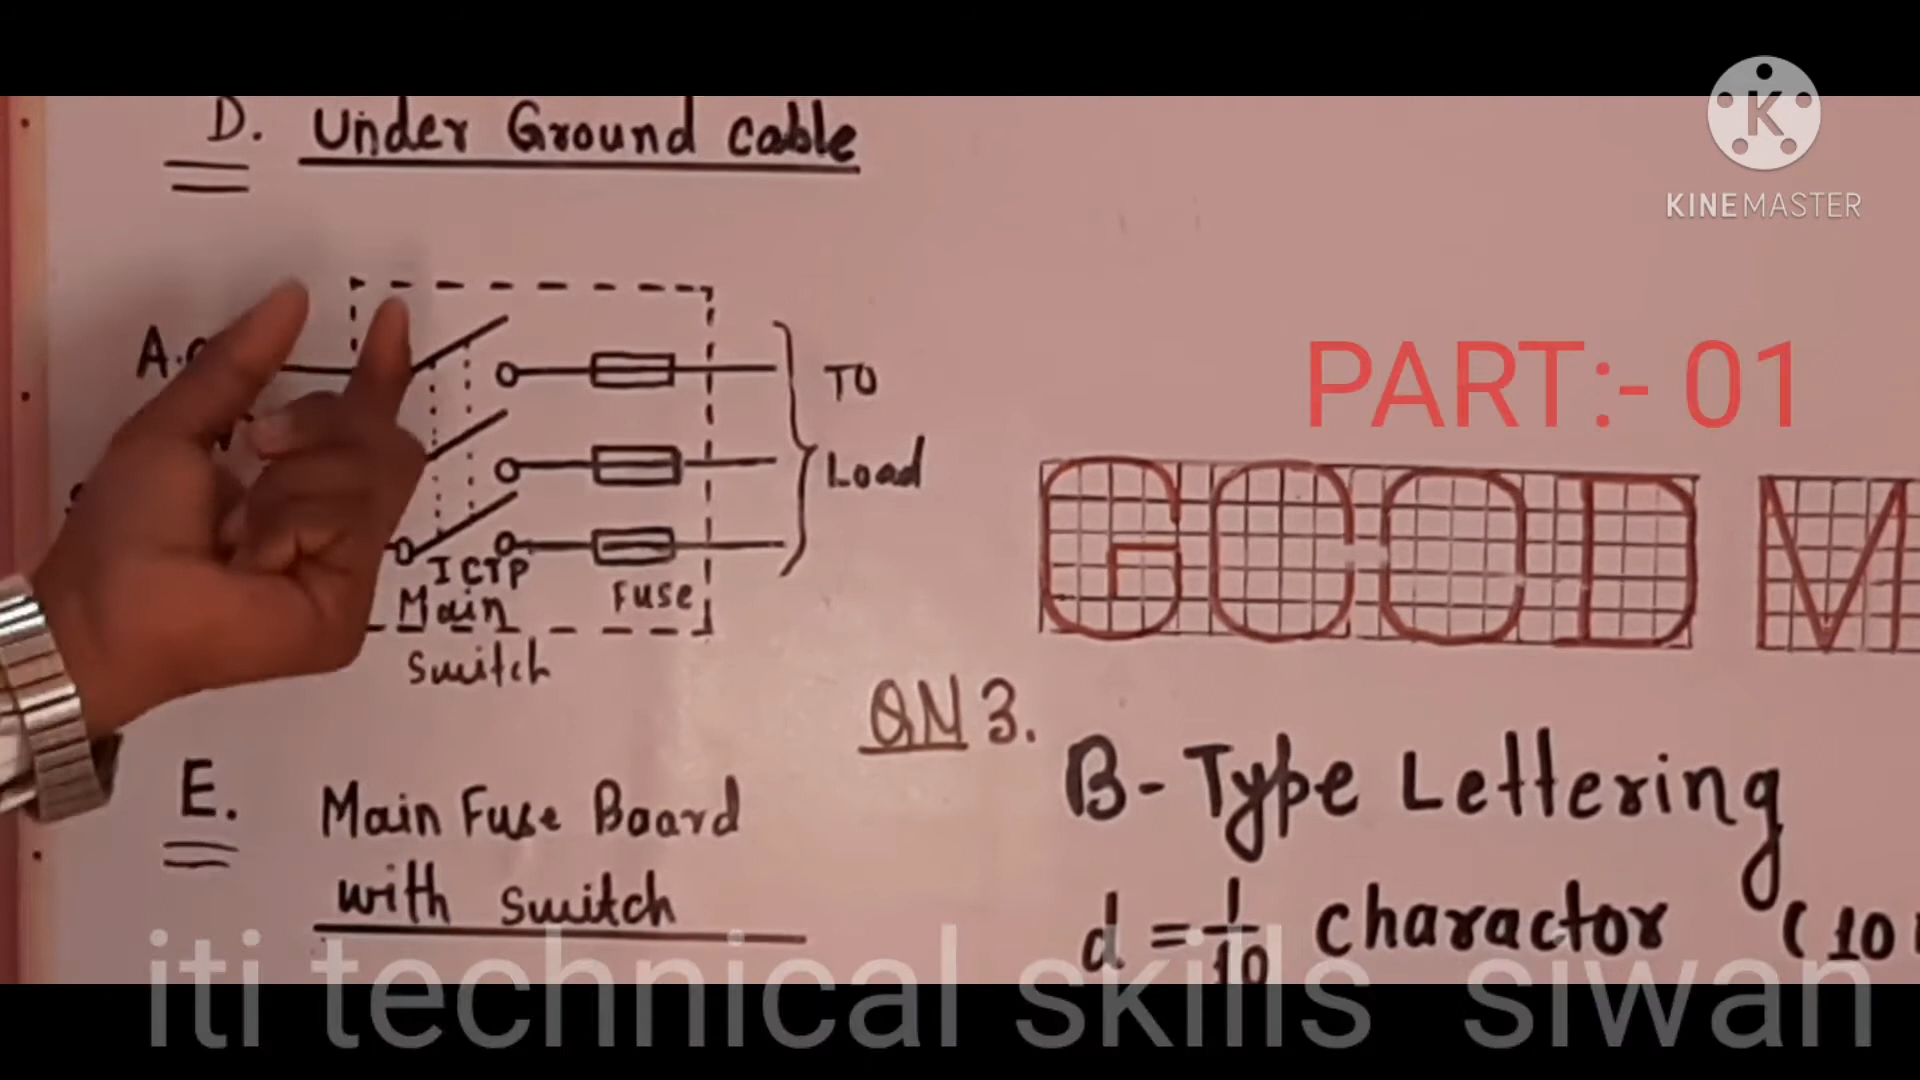 D. Under Ground cable
KINEMASTER
TO
Load
ICTP
Main
Switch
Fuse
PART:- 01
GOOD M
QN 3.
B-Type Lettering
d = 1/10 charactor (10
E. Main Fuse Board
with switch
iti technical skills siwan